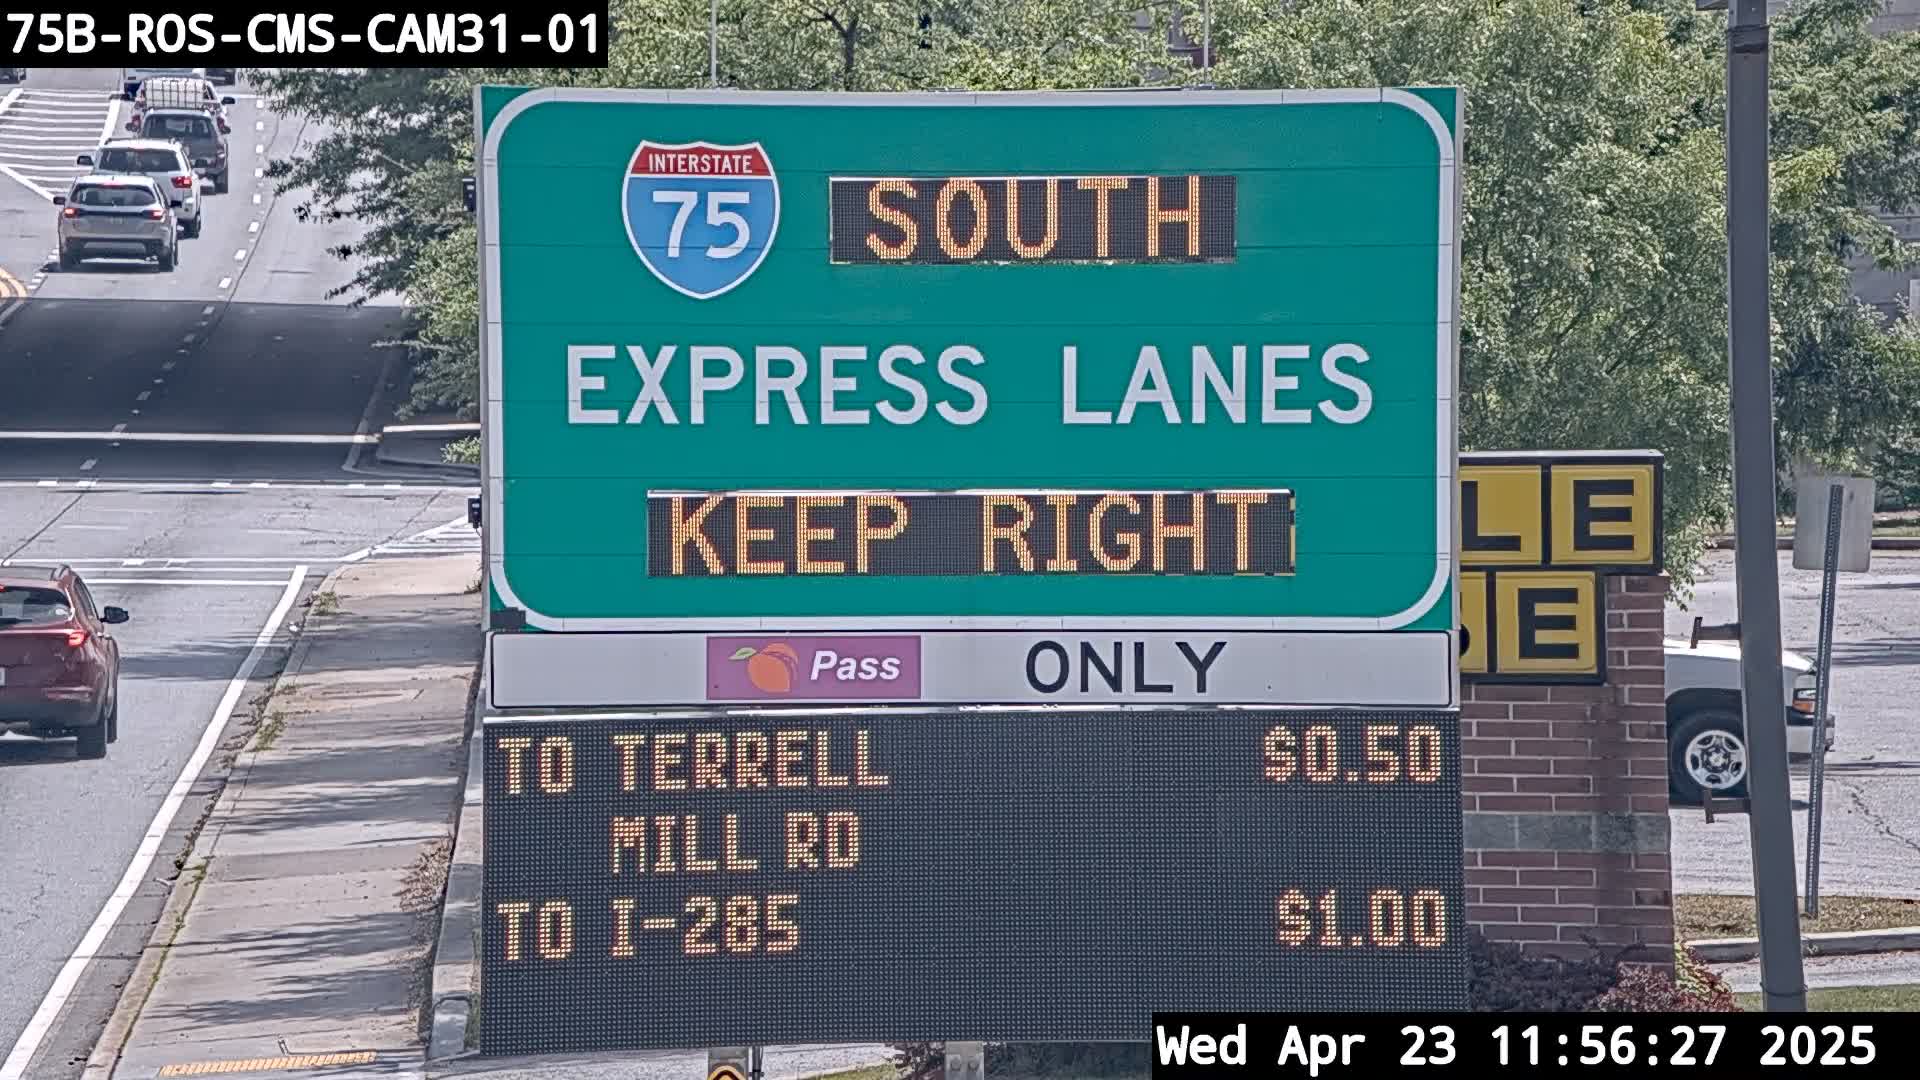 75B-ROS-CMS-CAM31-01
INTERSTATE
75
SOUTH
EXPRESS LANES
KEEP RIGHT
Pass ONLY
TO TERRELL $0.50
MILL RD
TO I-285 $1.00
LE
E
Wed Apr 23 11:56:27 2025